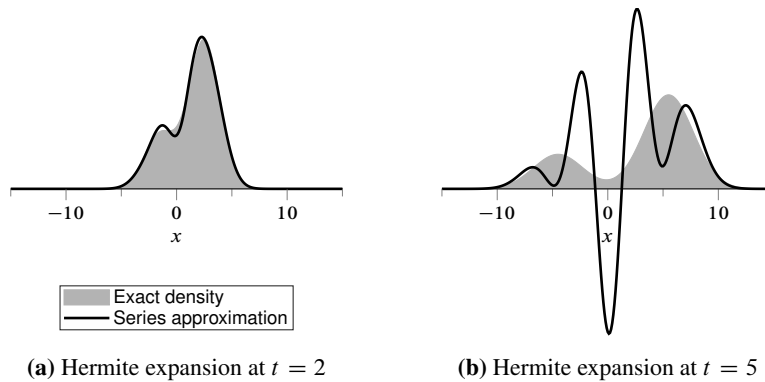 −10 0 10
x
−10 0 10
x
Exact density
Series approximation
(a) Hermite expansion at t = 2
(b) Hermite expansion at t = 5